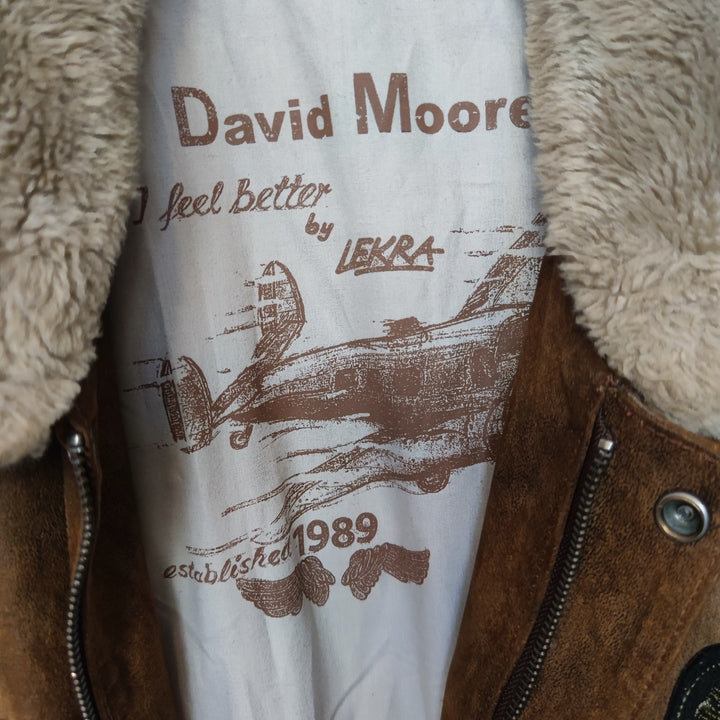 David Moore
I feel better
by LEKRA
established 1989